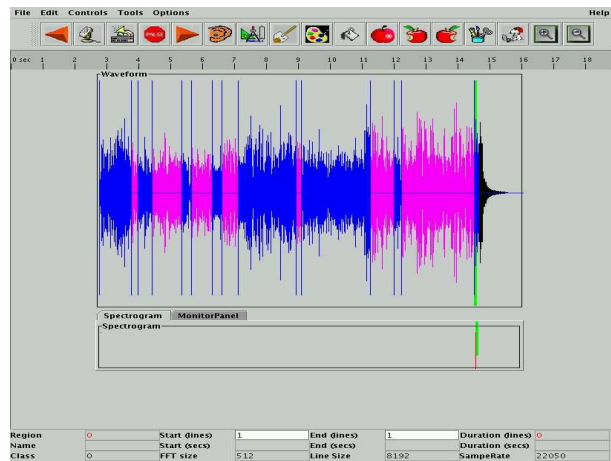 File Edit Controls Tools Options Help
PAUSE
0 sec 1 2 3 4 5 6 7 8 9 10 11 12 13 14 15 16 17 18
Waveform
Spectrogram MonitorPanel
Spectrogram
Region 0 Start (lines) 1 End (lines) 1 Duration (lines) 0
Name Start (secs) End (secs) Duration (secs)
Class 0 FFT size 512 Line Size 8192 SampeRate 22050